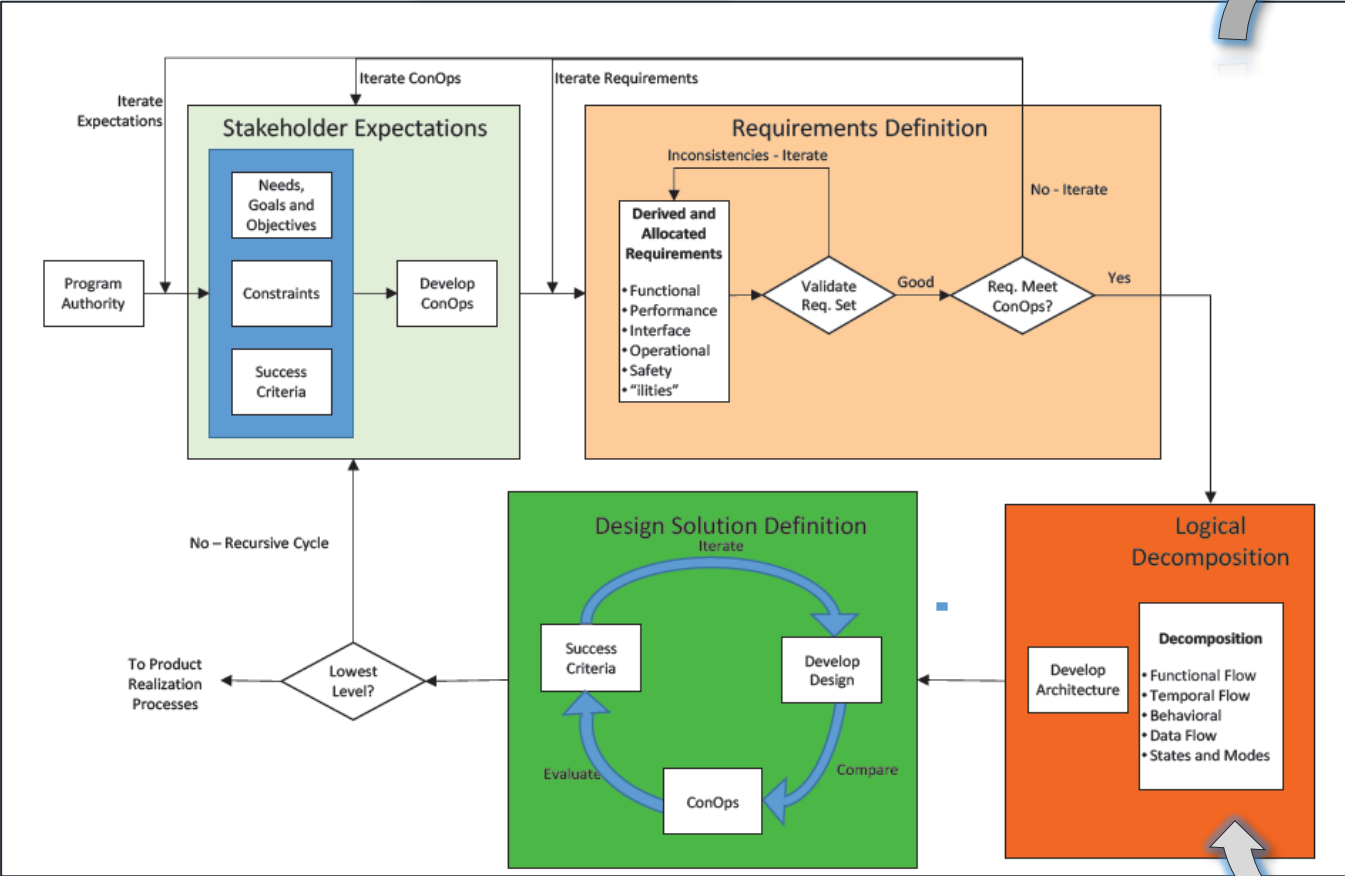 Iterate ConOps
Iterate Requirements
Iterate
Expectations
Stakeholder Expectations
Needs,
Goals and
Objectives
Constraints
Success
Criteria
Program
Authority
Develop
ConOps
Requirements Definition
Inconsistencies - Iterate
Derived and
Allocated
Requirements
• Functional
• Performance
• Interface
• Operational
• Safety
• “ilities”
Validate
Req. Set
Good
Req. Meet
ConOps?
No - Iterate
Yes
Logical
Decomposition
Decomposition
• Functional Flow
• Temporal Flow
• Behavioral
• Data Flow
• States and Modes
Develop
Architecture
Design Solution Definition
Iterate
Success
Criteria
Develop
Design
Evaluate
Compare
ConOps
No – Recursive Cycle
Lowest
Level?
To Product
Realization
Processes